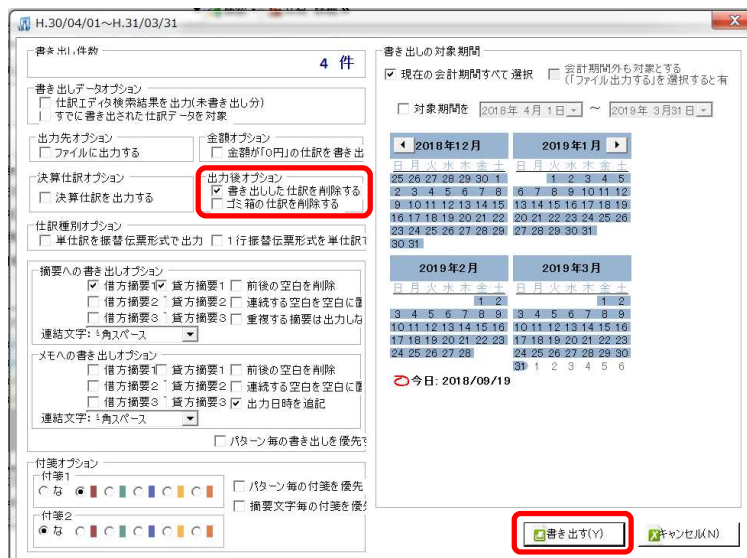 H.30/04/01～H.31/03/31
書き出し件数
4 件
書き出しデータオプション
仕訳エディタ検索結果を出力(未書き出し分)
すでに書き出された仕訳データを対象
出力先オプション
ファイルに出力する
金額オプション
金額が「0円」の仕訳を書き出
決算仕訳オプション
決算仕訳を出力する
出力後オプション
書き出しした仕訳を削除する
ゴミ箱の仕訳を削除する
仕訳種別オプション
単仕訳を振替伝票形式で出力 1行振替伝票形式を単仕訳で
摘要への書き出しオプション
借方摘要1 貸方摘要1 前後の空白を削除
借方摘要2 貸方摘要2 連続する空白を空白に置
借方摘要3 貸方摘要3 重複する摘要は出力しな
連結文字: 角スペース
メモへの書き出しオプション
借方摘要1 貸方摘要1 前後の空白を削除
借方摘要2 貸方摘要2 連続する空白を空白に置
借方摘要3 貸方摘要3 出力日時を追記
連結文字: 角スペース
パターン毎の書き出しを優先す
付箋オプション
付箋1
な
パターン毎の付箋を優先
摘要文字毎の付箋を優先
付箋2
な
書き出しの対象期間
現在の会計期間すべて選択
会計期間外も対象とする
(「ファイル出力する」を選択すると有
対象期間を 2018年 4月 1日 ～ 2019年 3月31日
2018年12月
日 月 火 水 木 金 土
25 26 27 28 29 30 1
2 3 4 5 6 7 8
9 10 11 12 13 14 15
16 17 18 19 20 21 22
23 24 25 26 27 28 29
30 31
2019年1月
日 月 火 水 木 金 土
1 2 3 4 5
6 7 8 9 10 11 12
13 14 15 16 17 18 19
20 21 22 23 24 25 26
27 28 29 30 31
2019年2月
日 月 火 水 木 金 土
1 2
3 4 5 6 7 8 9
10 11 12 13 14 15 16
17 18 19 20 21 22 23
24 25 26 27 28
2019年3月
日 月 火 水 木 金 土
1 2
3 4 5 6 7 8 9
10 11 12 13 14 15 16
17 18 19 20 21 22 23
24 25 26 27 28 29 30
31 1 2 3 4 5 6
今日: 2018/09/19
書き出す(Y)
キャンセル(N)